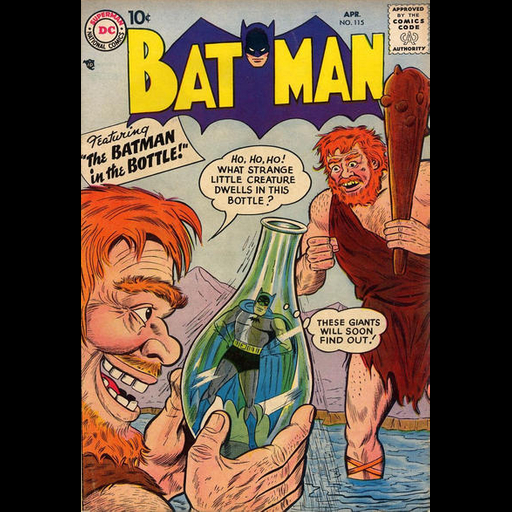 SUPERMAN
DC
NATIONAL COMICS
10¢
APR.
NO. 115
APPROVED
BY THE
COMICS
CODE
CA
AUTHORITY
BATMAN
Featuring
"The BATMAN
in the BOTTLE!"
HO, HO, HO!
WHAT STRANGE
LITTLE CREATURE
DWELLS IN THIS
BOTTLE?
THESE GIANTS
WILL SOON
FIND OUT!